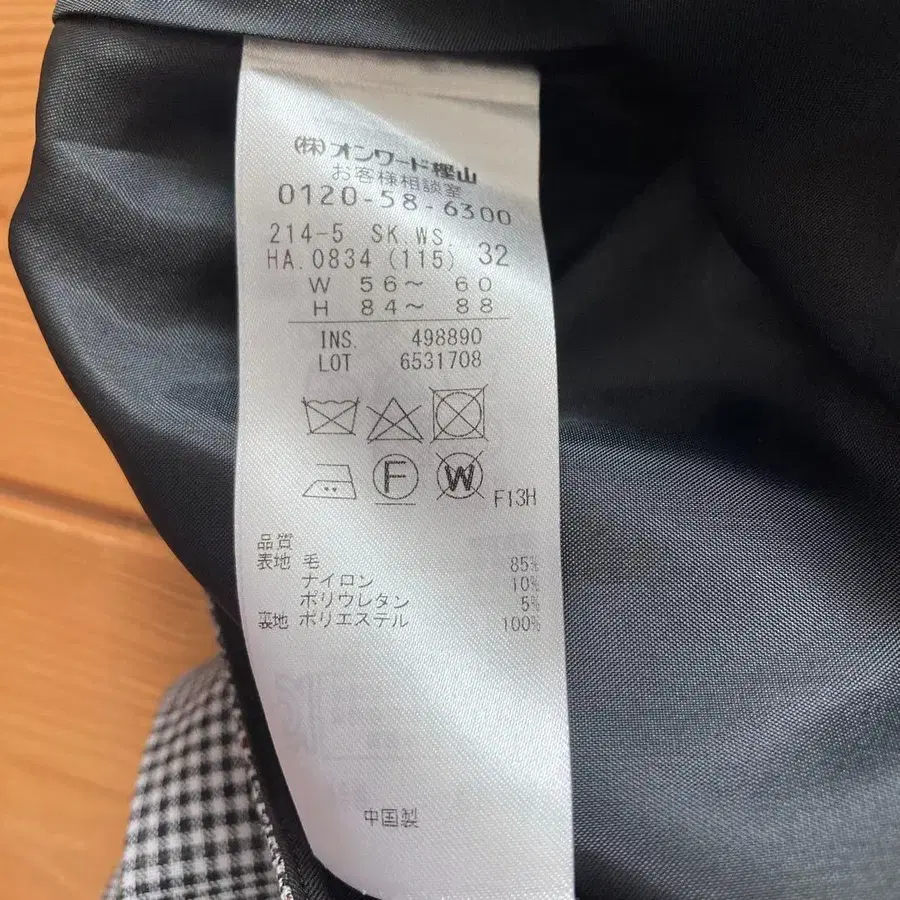 (株)オンワード樫山
お客様相談室
0120-58-6300
214-5 SK.WS.
HA.0834 (115) 32
W 56～ 60
H 84～ 88
INS. 498890
LOT 6531708
F W F13H
品質
表地 毛 85%
ナイロン 10%
ポリウレタン 5%
裏地 ポリエステル 100%
中国製